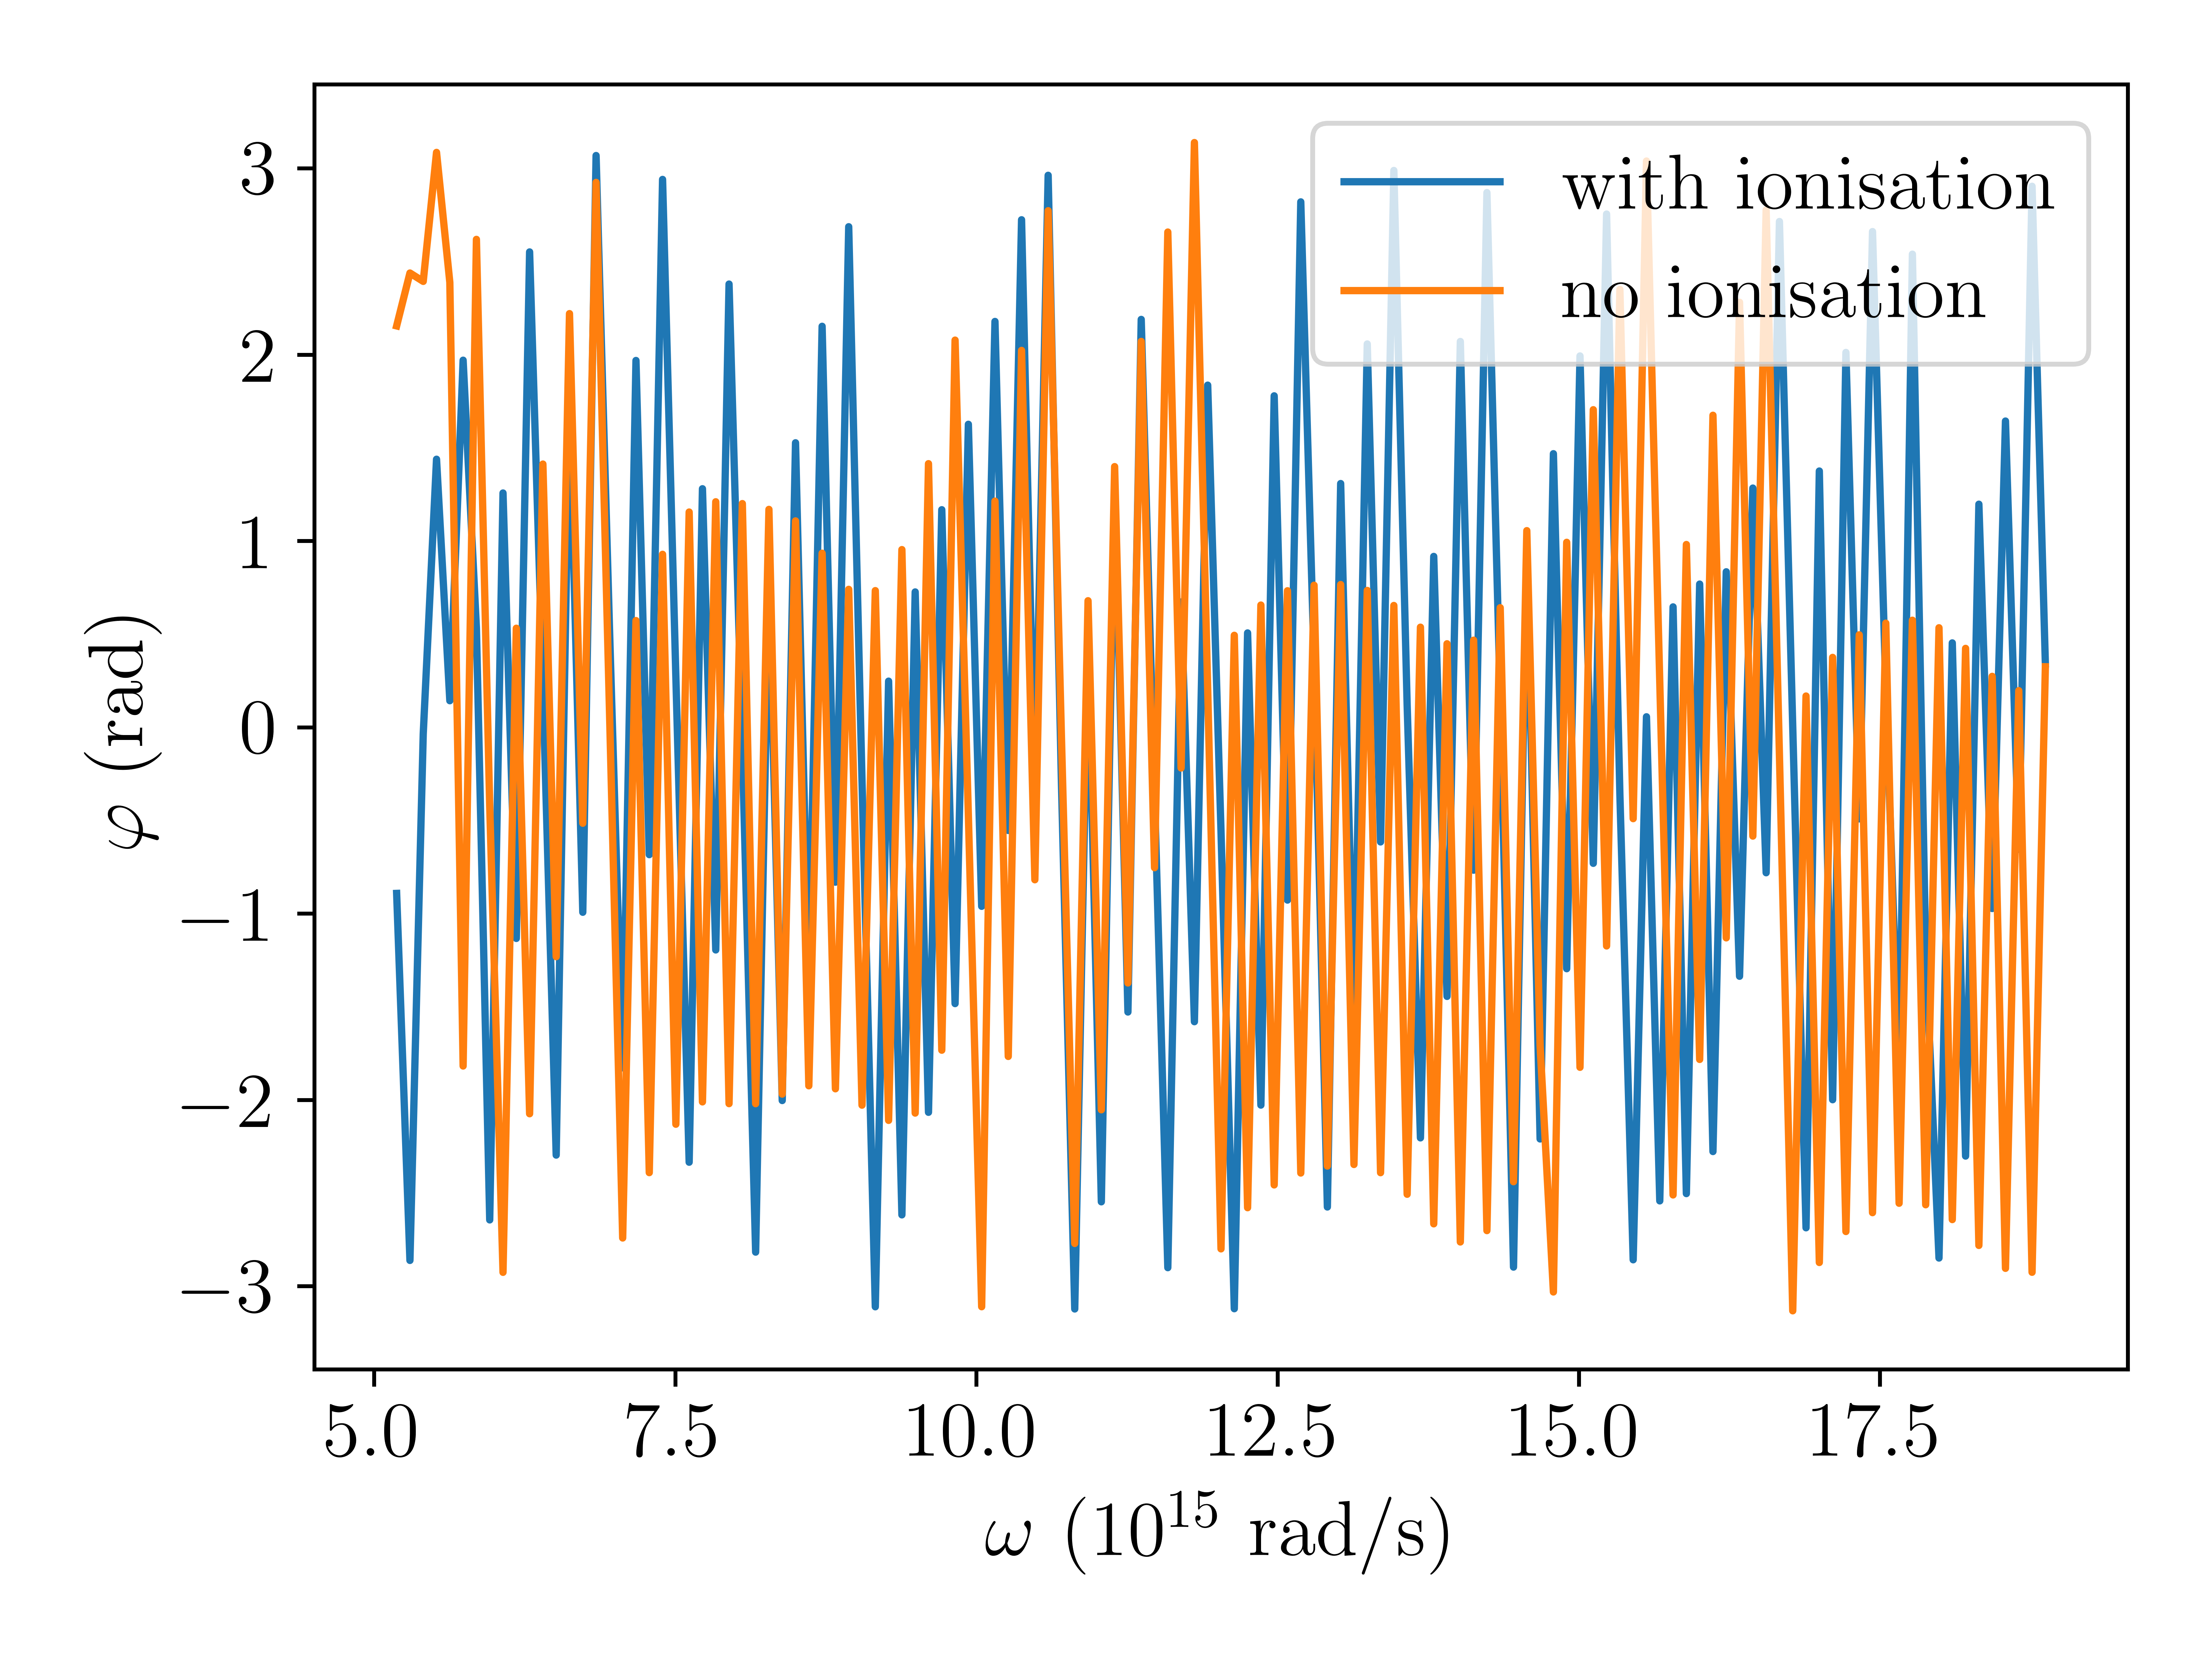 with ionisation
no ionisation
3
2
1
0
−1
−2
−3
φ (rad)
5.0 7.5 10.0 12.5 15.0 17.5
ω (10¹⁵ rad/s)